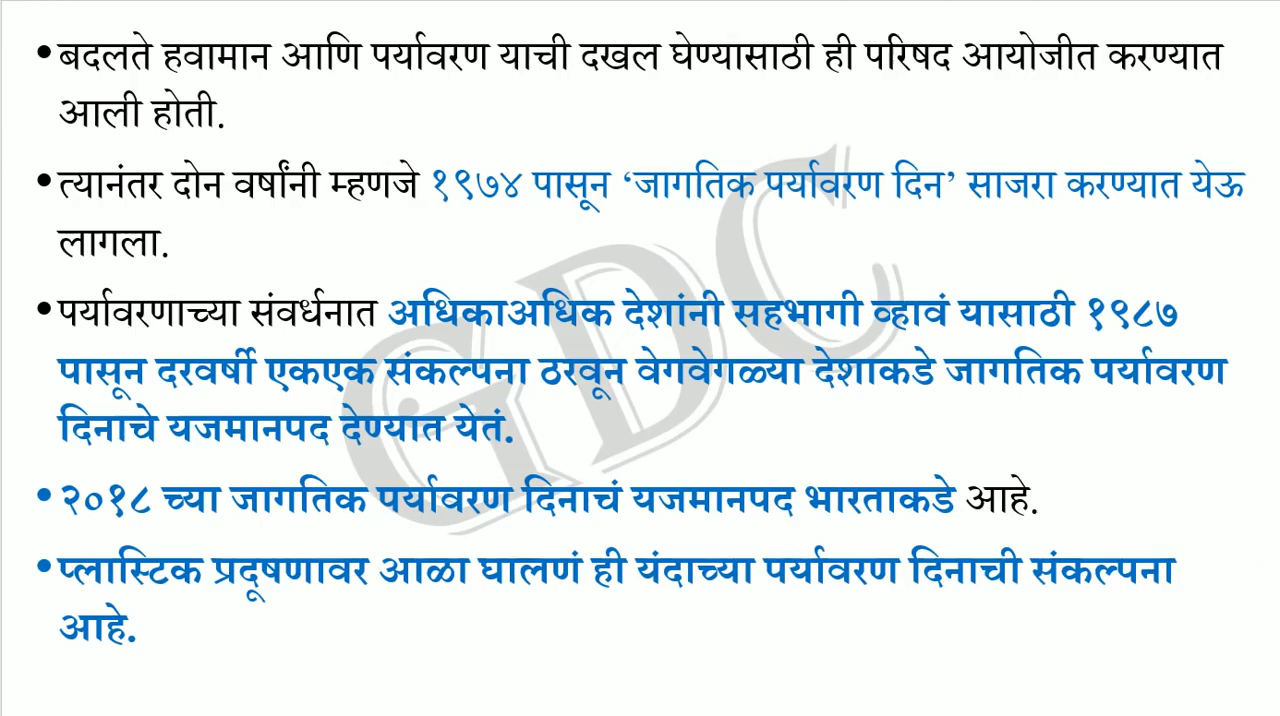 •बदलते हवामान आणि पर्यावरण याची दखल घेण्यासाठी ही परिषद आयोजीत करण्यात
आली होती.
•त्यानंतर दोन वर्षांनी म्हणजे १९७४ पासून ‘जागतिक पर्यावरण दिन’ साजरा करण्यात येऊ
लागला.
•पर्यावरणाच्या संवर्धनात अधिकाअधिक देशांनी सहभागी व्हावं यासाठी १९८७
पासून दरवर्षी एकएक संकल्पना ठरवून वेगवेगळ्या देशाकडे जागतिक पर्यावरण
दिनाचे यजमानपद देण्यात येतं.
•२०१८ च्या जागतिक पर्यावरण दिनाचं यजमानपद भारताकडे आहे.
•प्लास्टिक प्रदूषणावर आळा घालणं ही यंदाच्या पर्यावरण दिनाची संकल्पना
आहे.
GDC